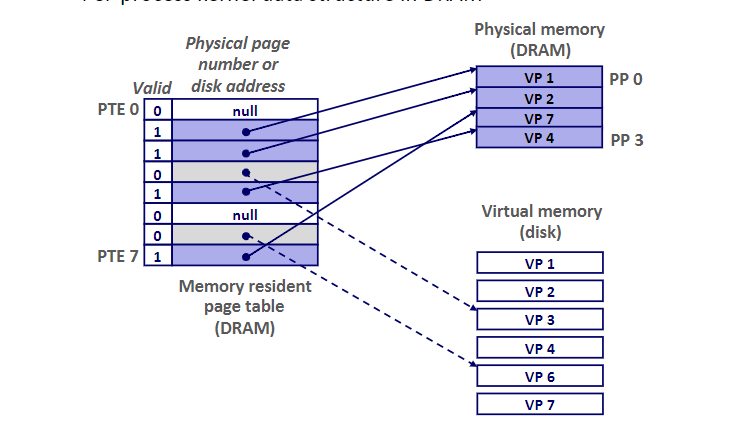 Physical page
number or
disk address
Valid
PTE 0
0
null
1
1
0
1
0
null
0
PTE 7
1
Memory resident
page table
(DRAM)
Physical memory
(DRAM)
VP 1
PP 0
VP 2
VP 7
VP 4
PP 3
Virtual memory
(disk)
VP 1
VP 2
VP 3
VP 4
VP 6
VP 7